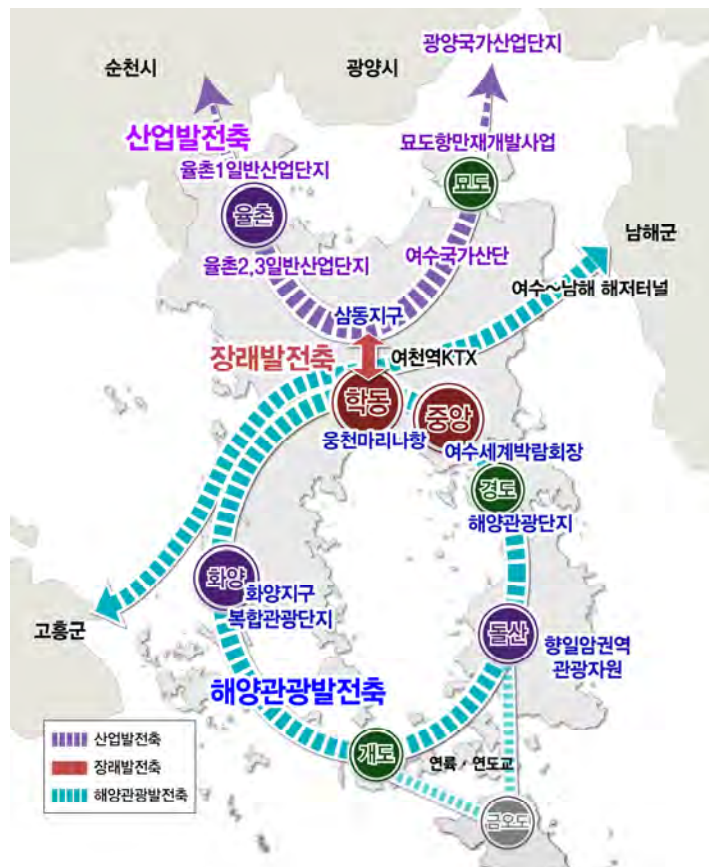 광양국가산업단지
순천시
광양시
산업발전축
묘도항만재개발사업
율촌1일반산업단지
묘도
율촌
남해군
율촌2,3일반산업단지
여수국가산단
여수~남해 해저터널
삼동지구
장래발전축
여천역KTX
학동
중앙
웅천마리나항
여수세계박람회장
경도
해양관광단지
화양
화양지구
복합관광단지
고흥군
돌산
향일암권역
관광자원
해양관광발전축
산업발전축
장래발전축
해양관광발전축
개도
연륙·연도교
금오도